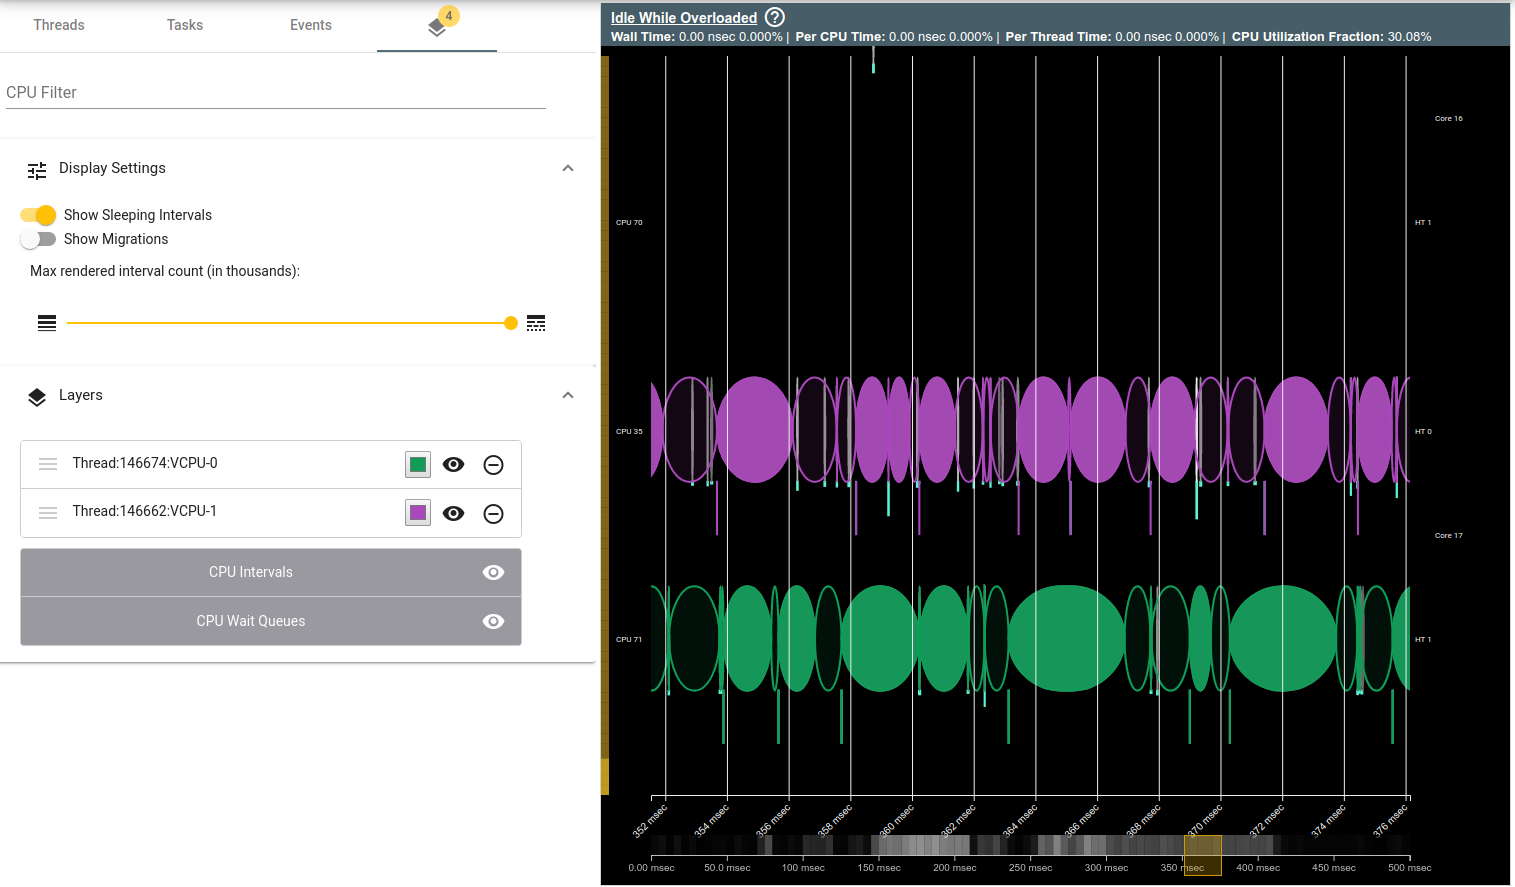 Threads Tasks Events 4
CPU Filter
Display Settings
Show Sleeping Intervals
Show Migrations
Max rendered interval count (in thousands):
Layers
Thread:146674:VCPU-0
Thread:146662:VCPU-1
CPU Intervals
CPU Wait Queues
Idle While Overloaded ?
Wall Time: 0.00 nsec 0.000% | Per CPU Time: 0.00 nsec 0.000% | Per Thread Time: 0.00 nsec 0.000% | CPU Utilization Fraction: 30.08%
Core 16
CPU 70 HT 1
CPU 35 HT 0
Core 17
CPU 71 HT 1
352 msec 354 msec 356 msec 358 msec 360 msec 362 msec 364 msec 366 msec 368 msec 370 msec 372 msec 374 msec 376 msec
0.00 msec 50.0 msec 100 msec 150 msec 200 msec 250 msec 300 msec 350 msec 400 msec 450 msec 500 msec